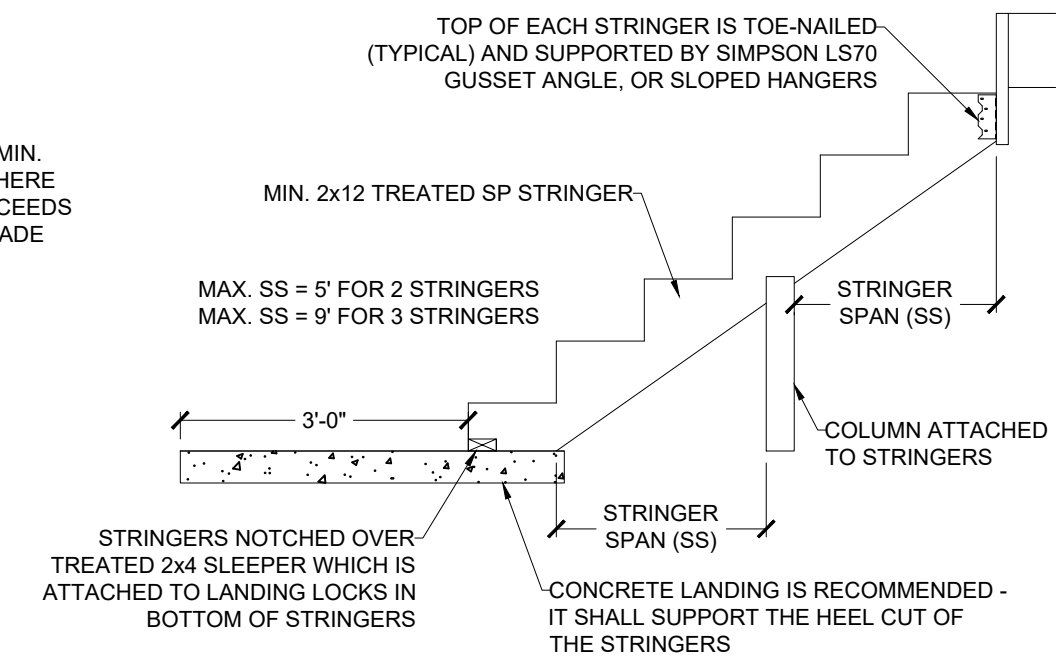 TOP OF EACH STRINGER IS TOE-NAILED
(TYPICAL) AND SUPPORTED BY SIMPSON LS70
GUSSET ANGLE, OR SLOPED HANGERS
MIN.
HERE
CEEDS
ADE
MIN. 2x12 TREATED SP STRINGER
MAX. SS = 5' FOR 2 STRINGERS
MAX. SS = 9' FOR 3 STRINGERS
STRINGER
SPAN (SS)
3'-0"
COLUMN ATTACHED
TO STRINGERS
STRINGER
SPAN (SS)
STRINGERS NOTCHED OVER
TREATED 2x4 SLEEPER WHICH IS
ATTACHED TO LANDING LOCKS IN
BOTTOM OF STRINGERS
CONCRETE LANDING IS RECOMMENDED -
IT SHALL SUPPORT THE HEEL CUT OF
THE STRINGERS